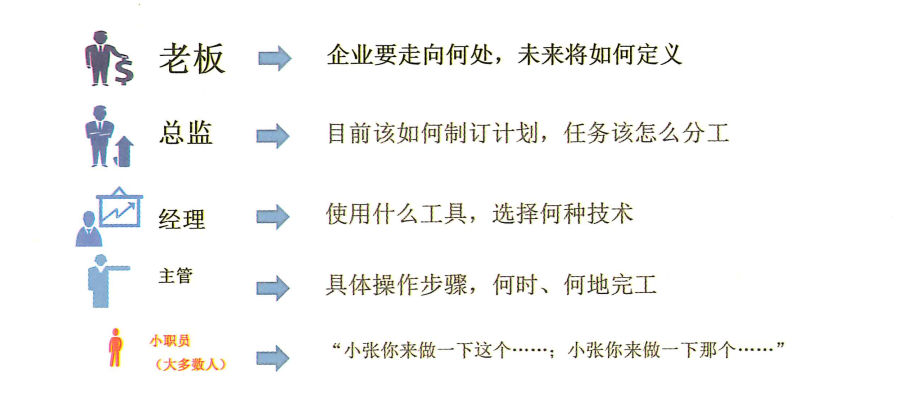 老板 企业要走向何处，未来将如何定义
总监 目前该如何制订计划，任务该怎么分工
经理 使用什么工具，选择何种技术
主管 具体操作步骤，何时、何地完工
小职员
（大多数人） “小张你来做一下这个……；小张你来做一下那个……”